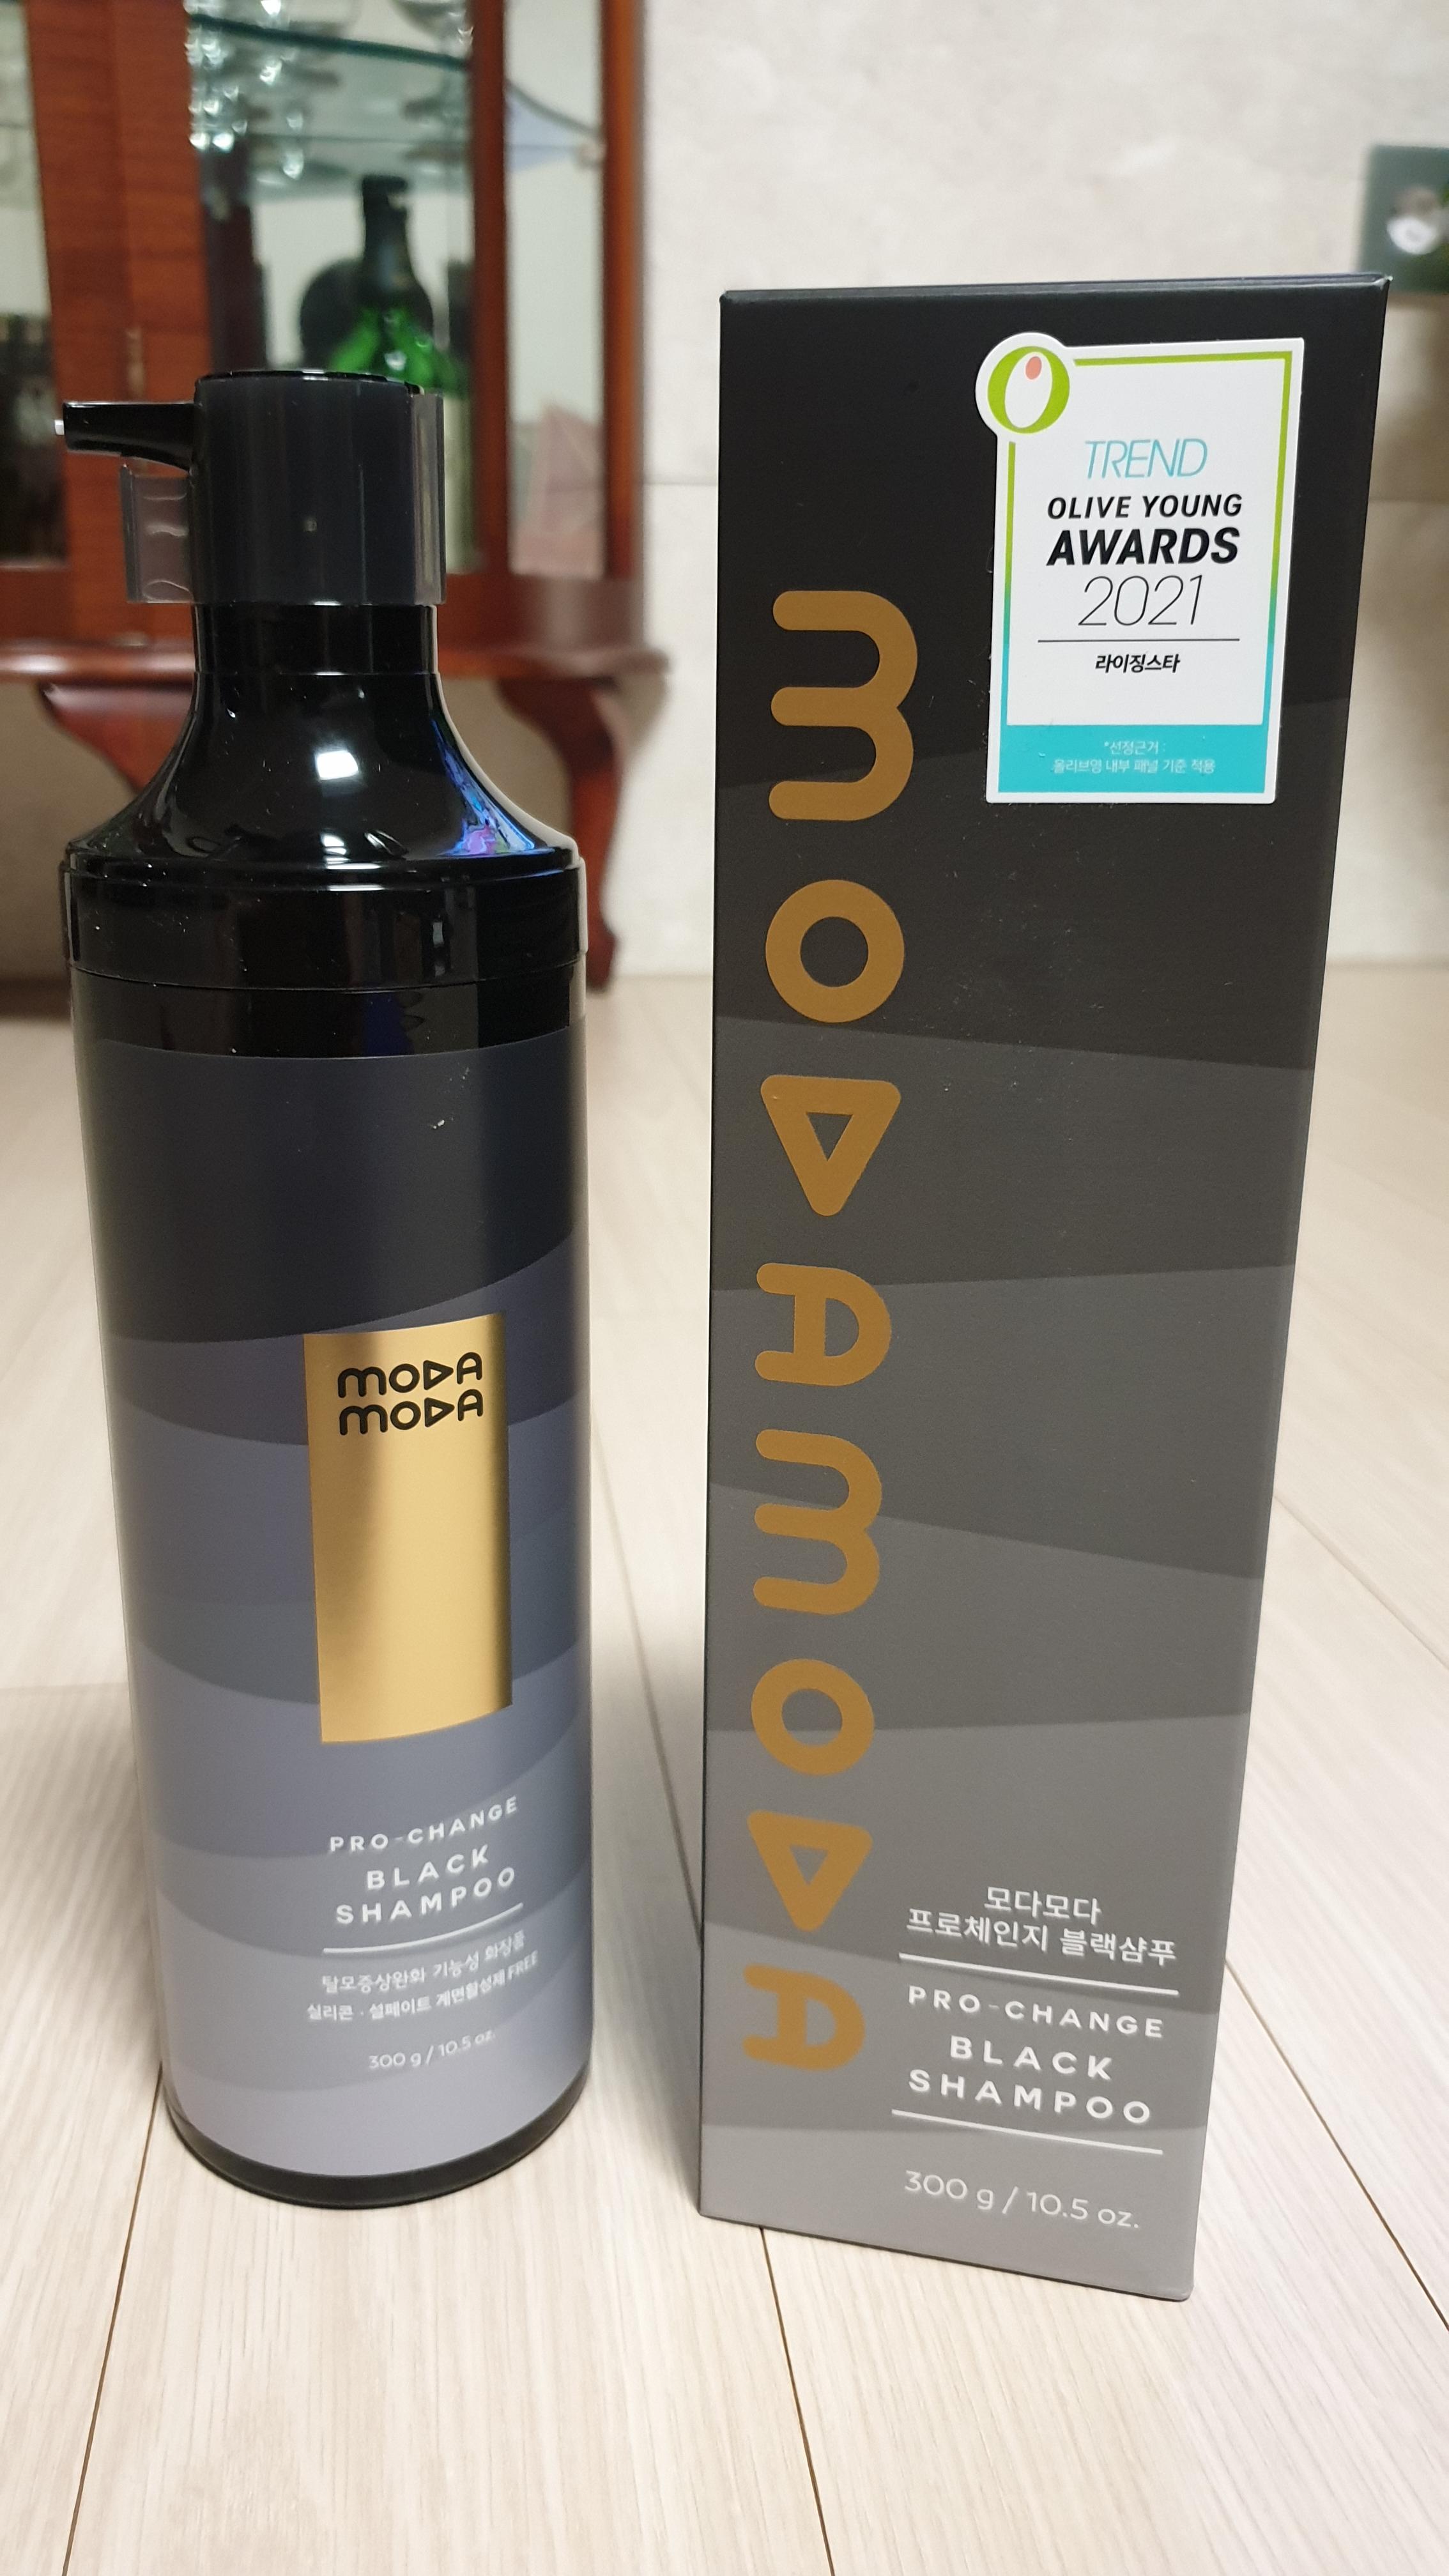 MODA
MODA
PRO-CHANGE
BLACK
SHAMPOO
탈모증상완화 기능성 화장품
실리콘 · 설페이트 계면활성제 FREE
300 g / 10.5 oz.
TREND
OLIVE YOUNG
AWARDS
2021
라이징스타
*선정근거 :
올리브영 내부 패널 기준 적용
MODAMODA
모다모다
프로체인지 블랙샴푸
PRO-CHANGE
BLACK
SHAMPOO
300 g / 10.5 oz.